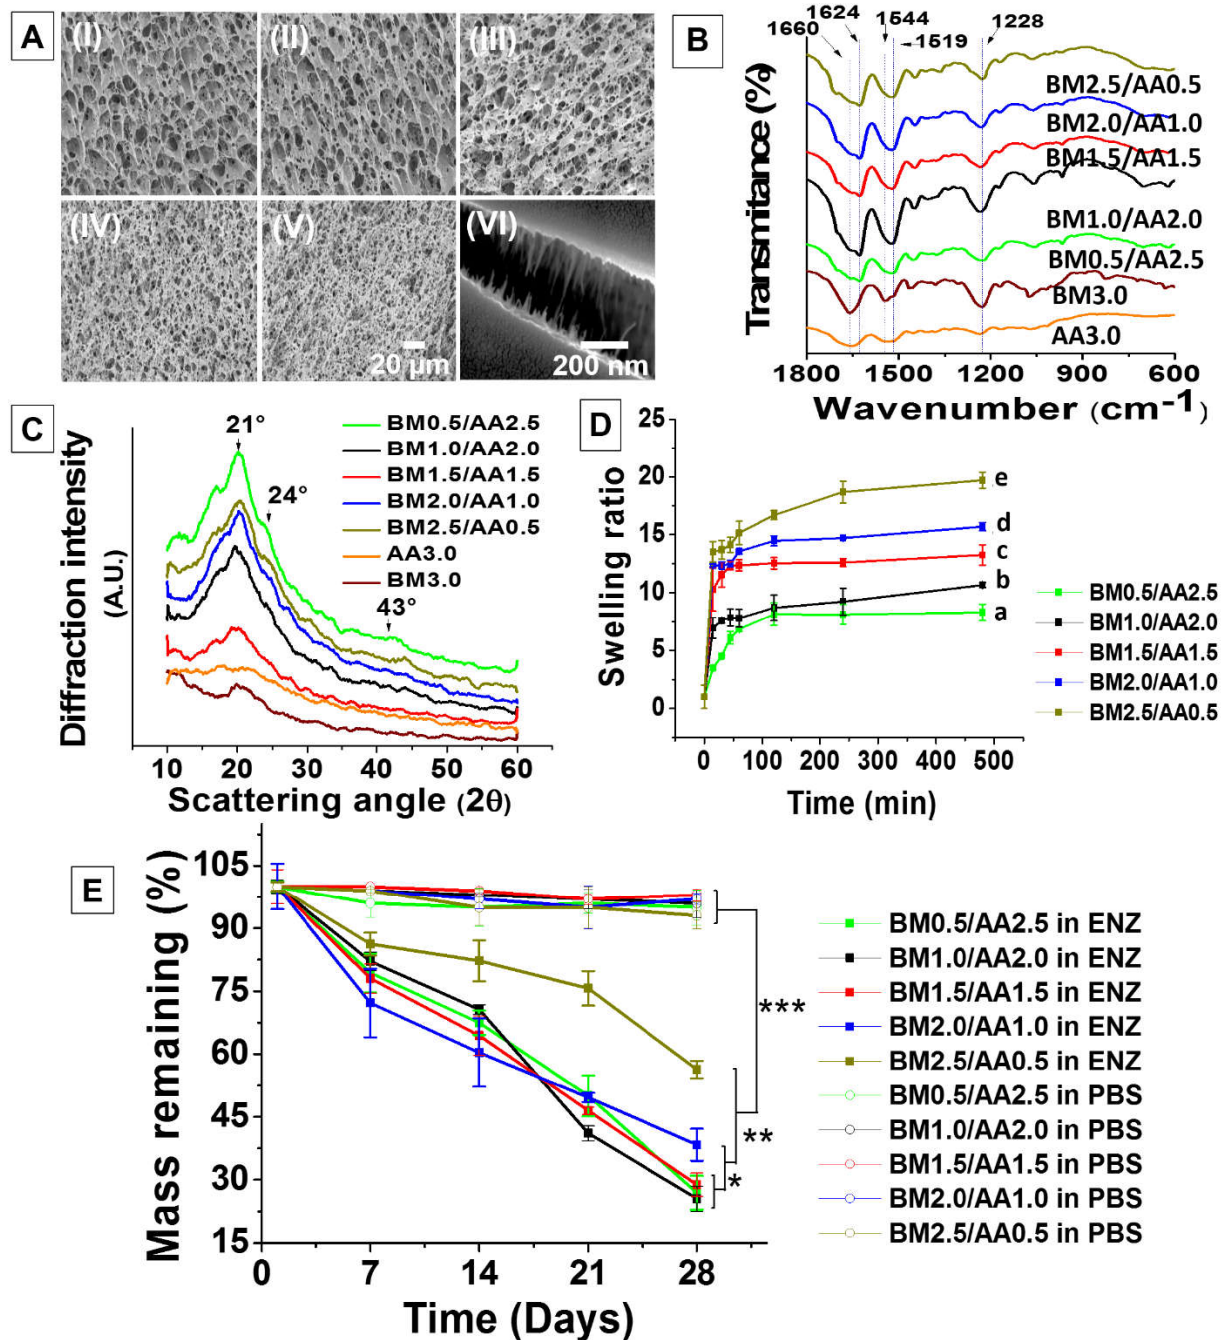 A
(I)
(II)
(III)
(IV)
(V)
(VI)
20 µm
200 nm
B
1624
1544
1660
1519
1228
Transmitance (%)
BM2.5/AA0.5
BM2.0/AA1.0
BM1.5/AA1.5
BM1.0/AA2.0
BM0.5/AA2.5
BM3.0
AA3.0
1800 1500 1200 900 600
Wavenumber (cm-1)
C
Diffraction intensity
(A.U.)
21°
24°
43°
BM0.5/AA2.5
BM1.0/AA2.0
BM1.5/AA1.5
BM2.0/AA1.0
BM2.5/AA0.5
AA3.0
BM3.0
10 20 30 40 50 60
Scattering angle (2θ)
D
Swelling ratio
25
20
15
10
5
0
e
d
c
b
a
0 100 200 300 400 500
Time (min)
BM0.5/AA2.5
BM1.0/AA2.0
BM1.5/AA1.5
BM2.0/AA1.0
BM2.5/AA0.5
E
Mass remaining (%)
105
90
75
60
45
30
15
***
**
*
0 7 14 21 28
Time (Days)
BM0.5/AA2.5 in ENZ
BM1.0/AA2.0 in ENZ
BM1.5/AA1.5 in ENZ
BM2.0/AA1.0 in ENZ
BM2.5/AA0.5 in ENZ
BM0.5/AA2.5 in PBS
BM1.0/AA2.0 in PBS
BM1.5/AA1.5 in PBS
BM2.0/AA1.0 in PBS
BM2.5/AA0.5 in PBS